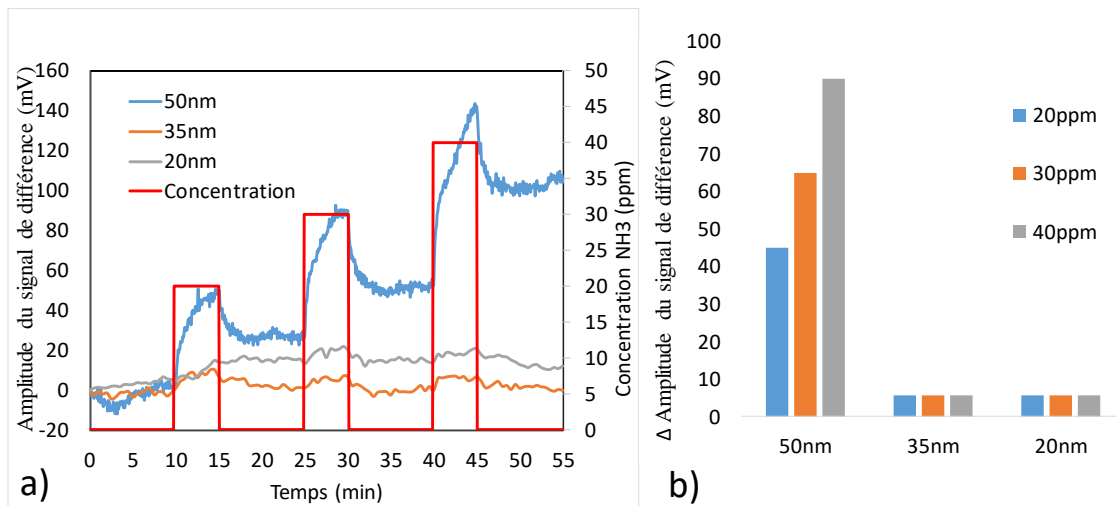 Amplitude du signal de différence (mV)
160
140
120
100
80
60
40
20
0
-20
50nm
35nm
20nm
Concentration
50
45
40
35
30
25
20
15
10
5
0
Concentration NH3 (ppm)
0 5 10 15 20 25 30 35 40 45 50 55
Temps (min)
a)
Δ Amplitude du signal de différence (mV)
100
90
80
70
60
50
40
30
20
10
0
50nm 35nm 20nm
20ppm
30ppm
40ppm
b)